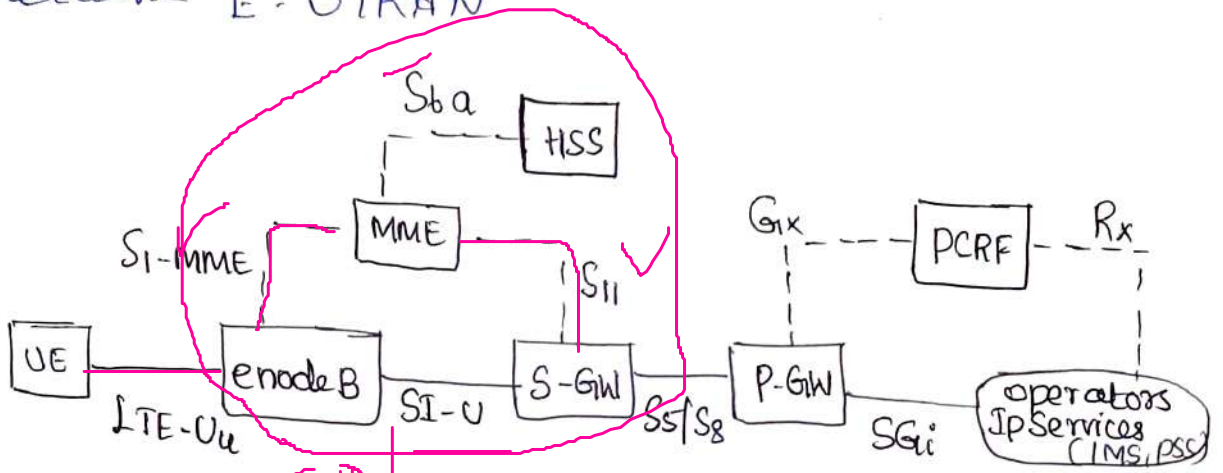 E-UTRAN
S6a
HSS
MME
S1-MME
S11
Gx
PCRF
Rx
UE
enodeB
S-GW
P-GW
LTE-Uu
S1-U
S5/S8
SGi
operators
Ip Services
(IMS, PSS)